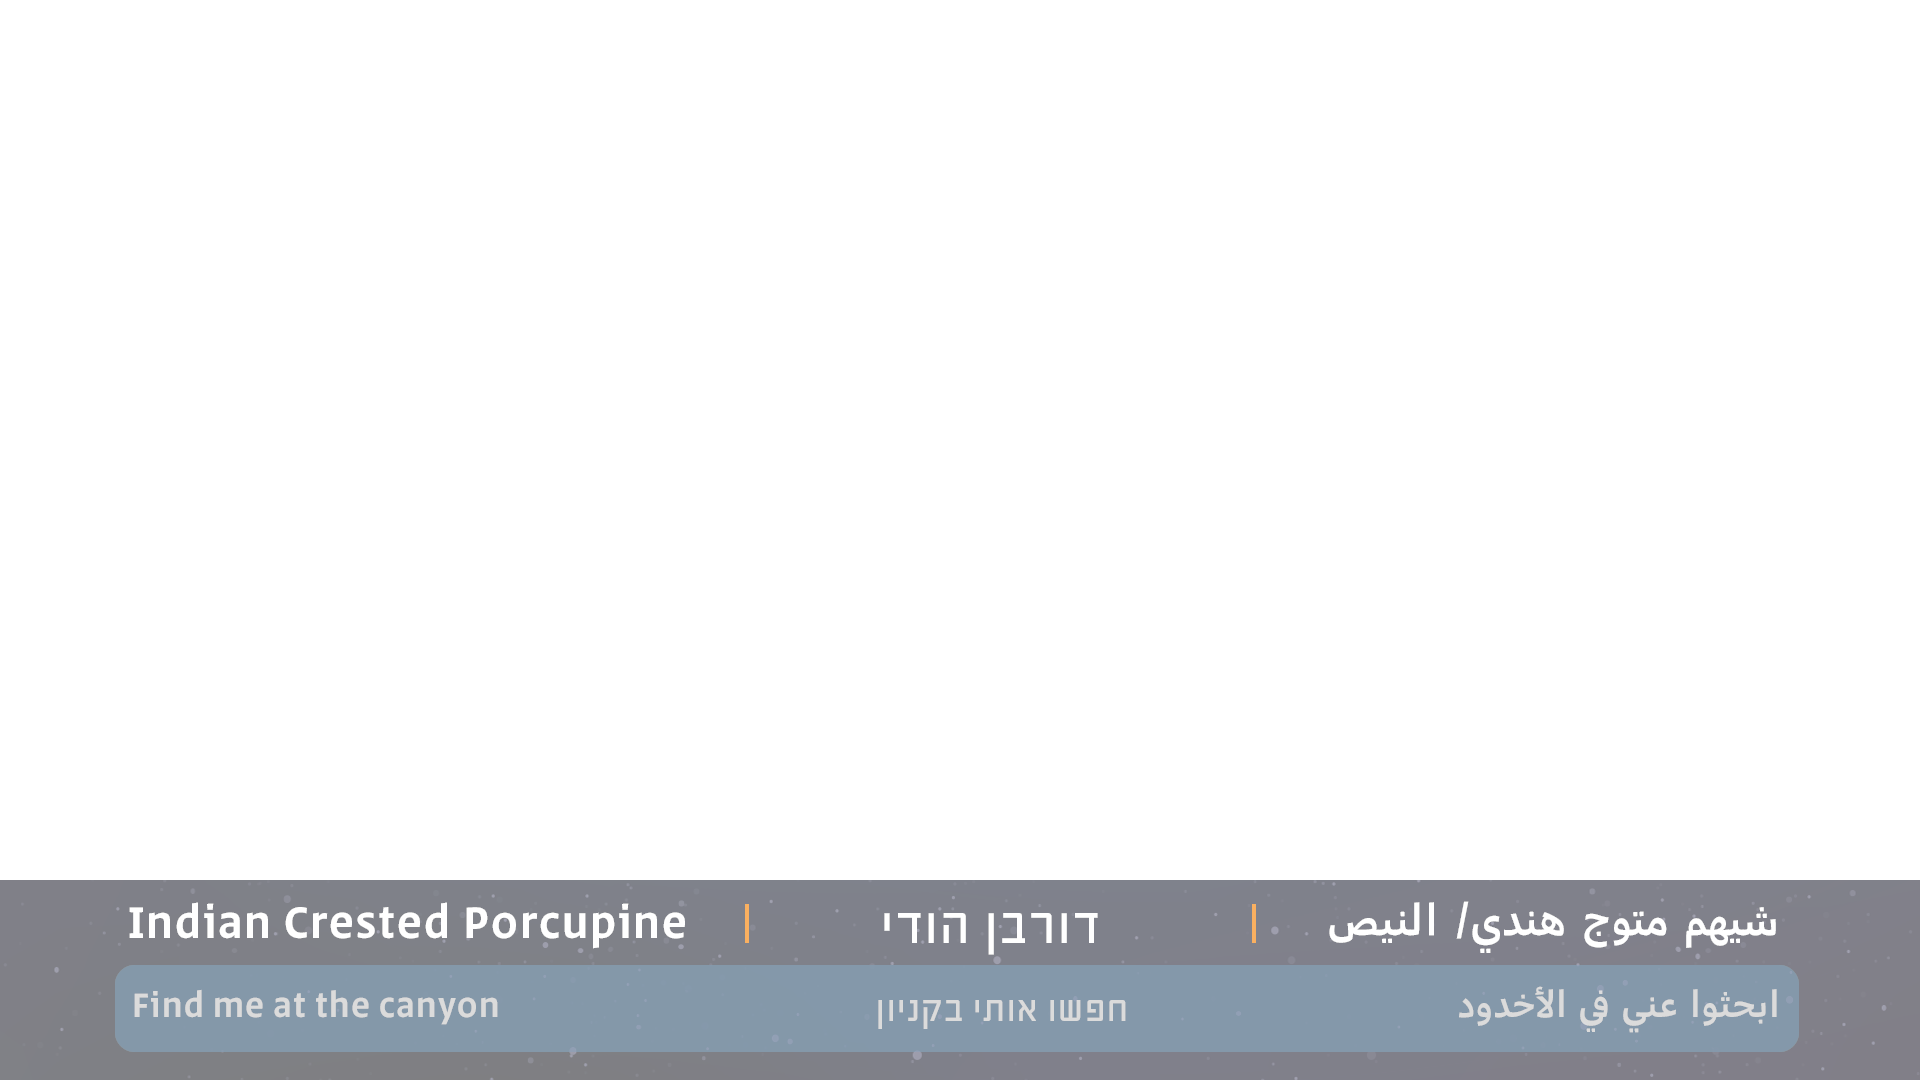 Indian Crested Porcupine | דורבן הודי | شيهم متوج هندي/ النيص
Find me at the canyon חפשו אותי בקניון ابحثوا عني في الأخدود